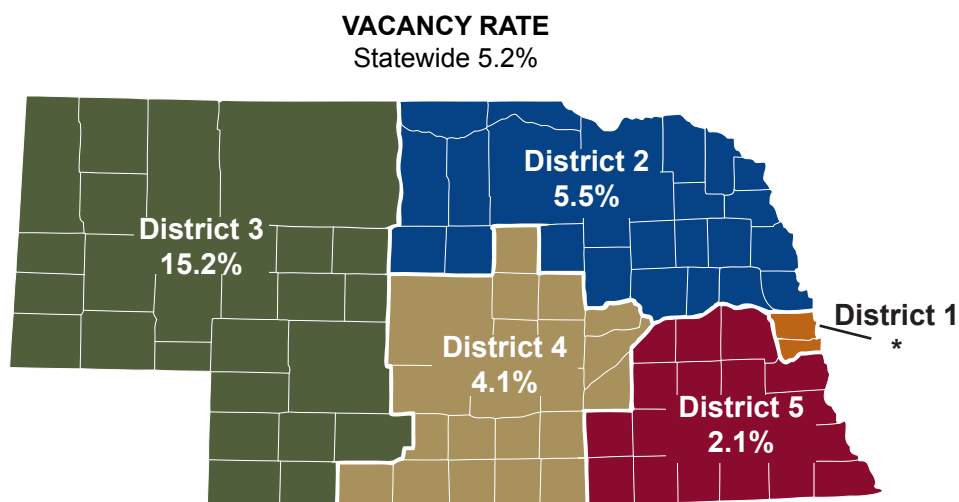 VACANCY RATE
Statewide 5.2%
District 2
5.5%
District 3
15.2%
District 1
*
District 4
4.1%
District 5
2.1%